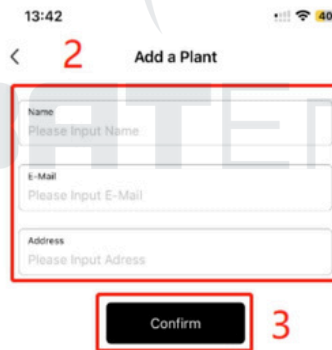 13:42
40
2
Add a Plant
Name
Please Input Name
E-Mail
Please Input E-Mail
Address
Please Input Adress
Confirm
3